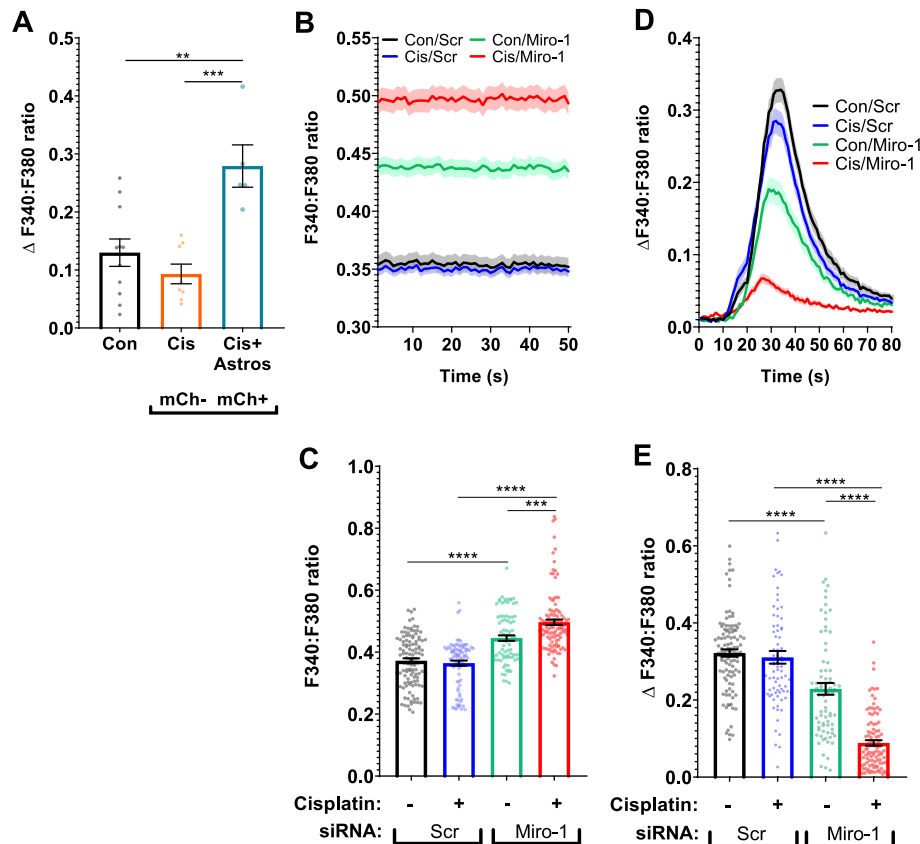 A
Δ F340:F380 ratio
0.5
0.4
0.3
0.2
0.1
0.0
**
***
Con
Cis
Cis+
Astros
mCh-
mCh+
B
F340:F380 ratio
0.55
0.50
0.45
0.40
0.35
0.30
Con/Scr
Con/Miro-1
Cis/Scr
Cis/Miro-1
0
10
20
30
40
50
Time (s)
D
ΔF340:F380 ratio
0.4
0.3
0.2
0.1
0.0
Con/Scr
Cis/Scr
Con/Miro-1
Cis/Miro-1
0
10
20
30
40
50
60
70
80
Time (s)
C
F340:F380 ratio
1.0
0.8
0.6
0.4
0.2
0.0
****
***
****
Cisplatin:
-
+
-
+
siRNA:
Scr
Miro-1
E
Δ F340:F380 ratio
0.8
0.6
0.4
0.2
0.0
****
****
****
Cisplatin:
-
+
-
+
siRNA:
Scr
Miro-1